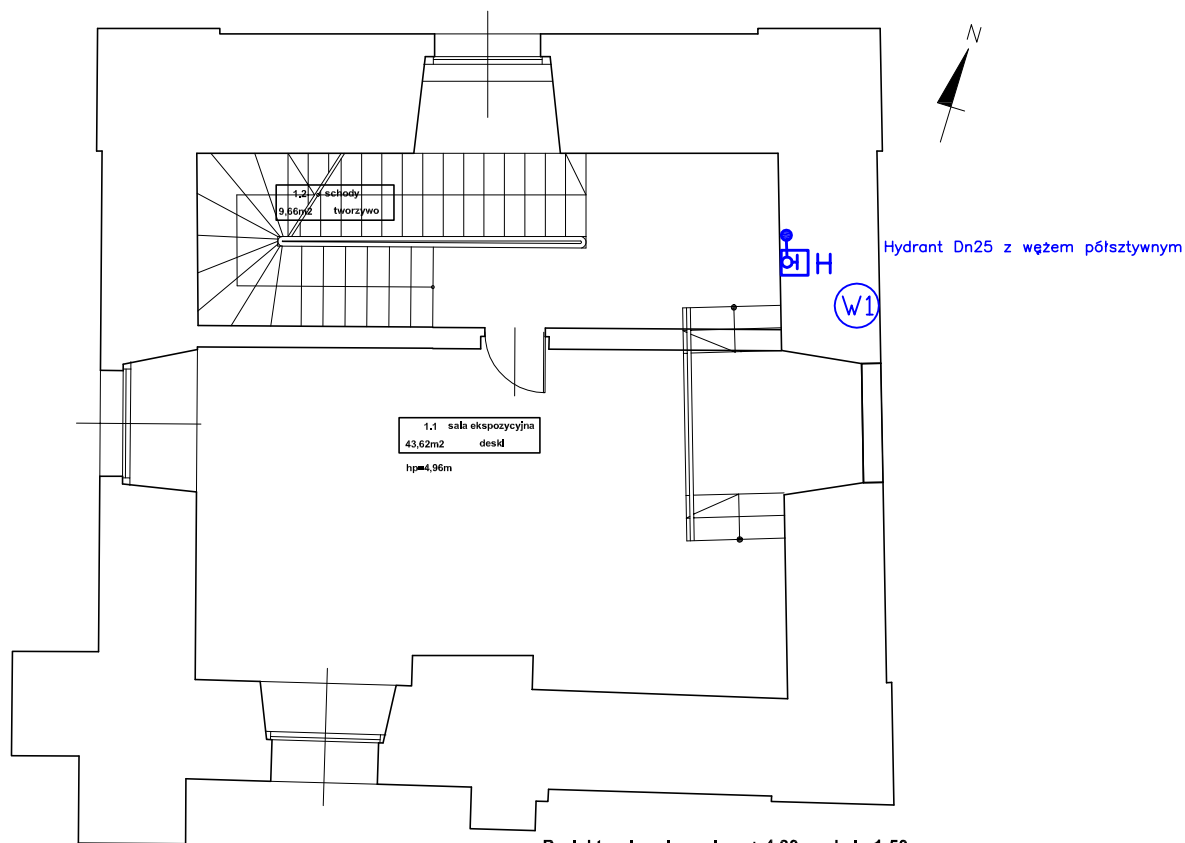 N
1.2 schody
9,66m2 tworzywo
Hydrant Dn25 z wężem półsztywnym
H
W1
1.1 sala ekspozycyjna
43,62m2 deski
hp=4,96m